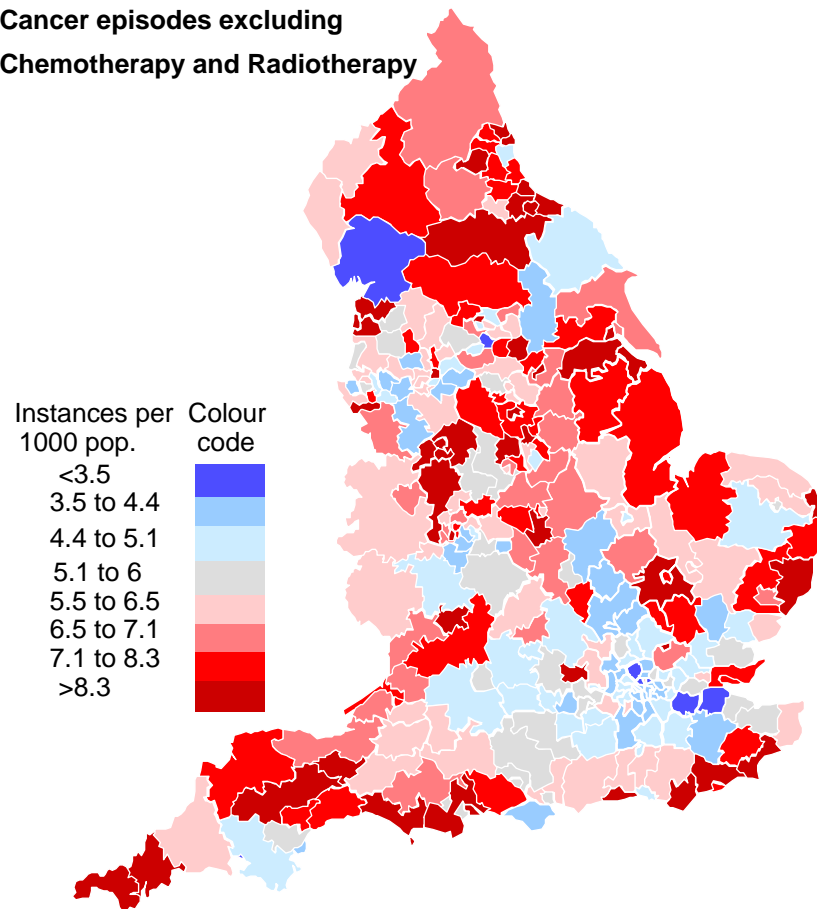 Cancer episodes excluding
Chemotherapy and Radiotherapy
Instances per Colour
1000 pop. code
<3.5
3.5 to 4.4
4.4 to 5.1
5.1 to 6
5.5 to 6.5
6.5 to 7.1
7.1 to 8.3
>8.3